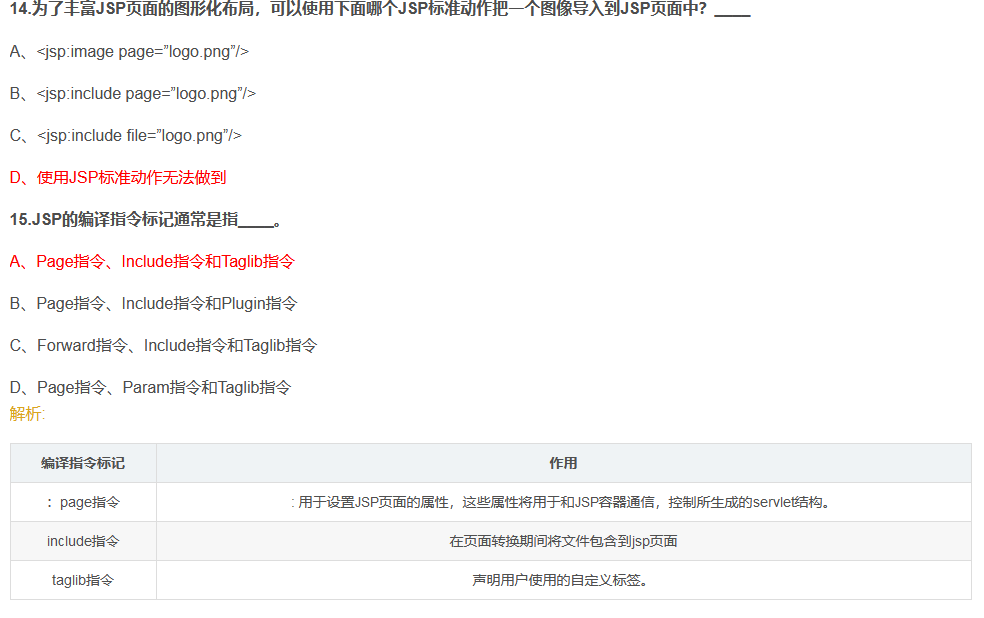 14.为了丰富JSP页面的图形化布局，可以使用下面哪个JSP标准动作把一个图像导入到JSP页面中？____
A、<jsp:image page=”logo.png”/>
B、<jsp:include page=”logo.png”/>
C、<jsp:include file=”logo.png”/>
D、使用JSP标准动作无法做到
15.JSP的编译指令标记通常是指____。
A、Page指令、Include指令和Taglib指令
B、Page指令、Include指令和Plugin指令
C、Forward指令、Include指令和Taglib指令
D、Page指令、Param指令和Taglib指令
解析:
编译指令标记 作用
：page指令 : 用于设置JSP页面的属性，这些属性将用于和JSP容器通信，控制所生成的servlet结构。
include指令 在页面转换期间将文件包含到jsp页面
taglib指令 声明用户使用的自定义标签。